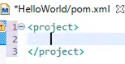 *HelloWorld/pom.xml
1 <project>
2
3 </project>